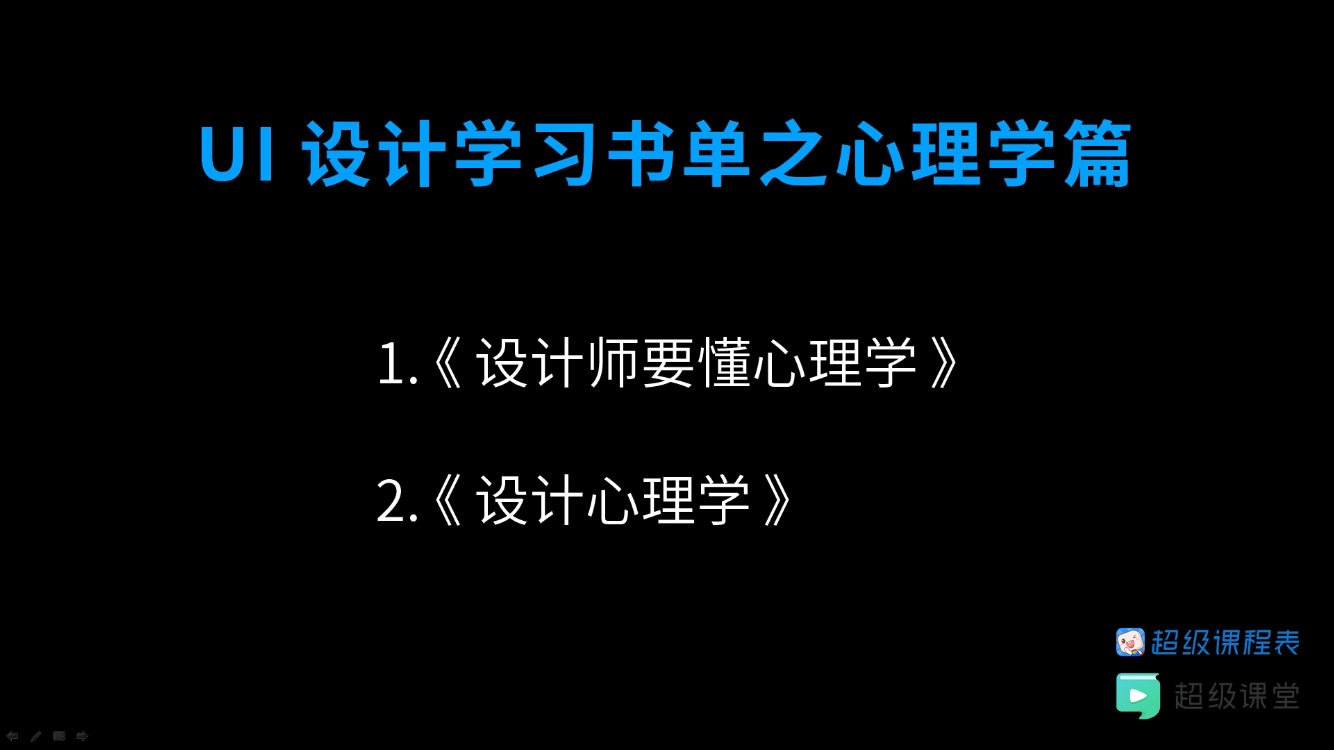 UI 设计学习书单之心理学篇
1.《 设计师要懂心理学 》
2.《 设计心理学 》
超级课程表
超级课堂